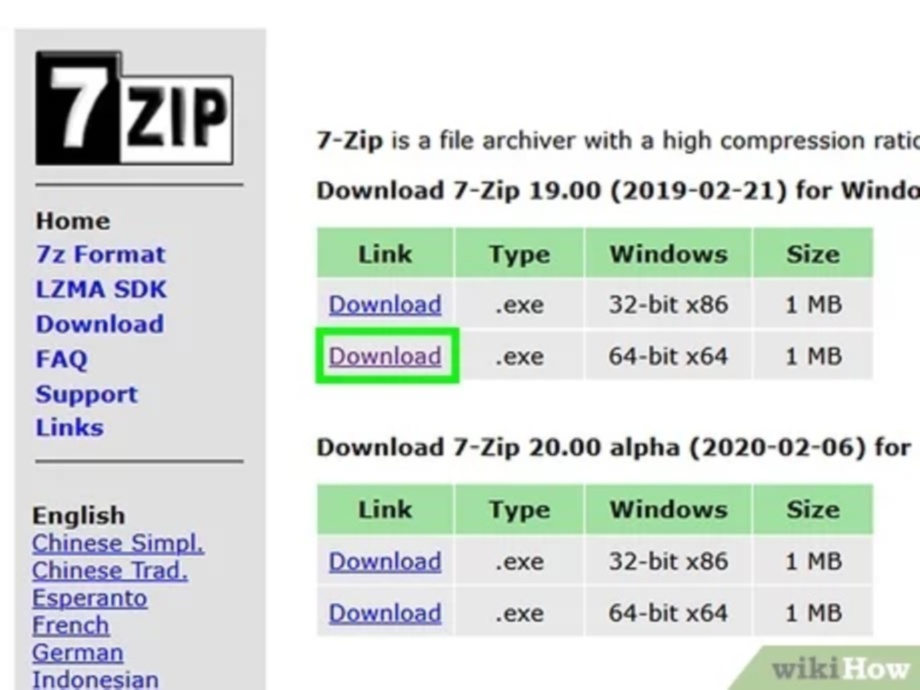 7 ZIP
Home
7z Format
LZMA SDK
Download
FAQ
Support
Links
English
Chinese Simpl.
Chinese Trad.
Esperanto
French
German
Indonesian
7-Zip is a file archiver with a high compression
Download 7-Zip 19.00 (2019-02-21) for
Link Type Windows Size
Download .exe 32-bit x86 1 MB
Download .exe 64-bit x64 1 MB
Download 7-Zip 20.00 alpha (2020-02-06) for
Link Type Windows Size
Download .exe 32-bit x86 1 MB
Download .exe 64-bit x64 1 MB
wikiHow